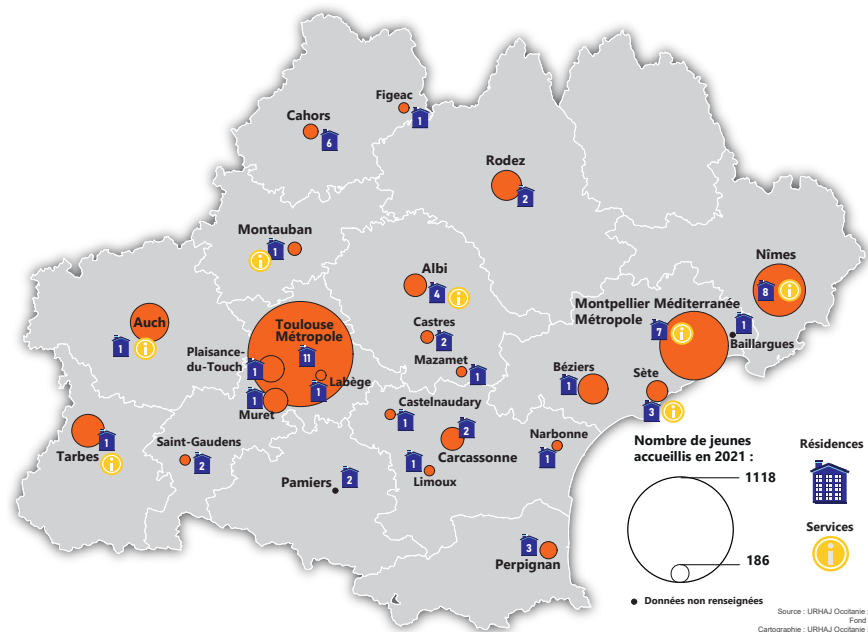 Figeac
1
Cahors
6
Rodez
2
Montauban
1
i
Nîmes
8
i
Albi
4
i
Montpellier Méditerranée
Métropole
7
i
1
Baillargues
Auch
1
i
Toulouse
Métropole
11
Plaisance-
du-Touch
1
Labège
1
Castres
2
Mazamet
1
Béziers
1
Sète
3
i
Muret
1
Castelnaudary
1
Tarbes
1
i
Saint-Gaudens
2
Carcassonne
2
Narbonne
1
Limoux
1
Pamiers
2
Perpignan
3
Nombre de jeunes
accueillis en 2021 :
1118
186
Données non renseignées
Résidences
Services
i
Source : URHAJ Occitanie
Fond
Cartographie : URHAJ Occitanie